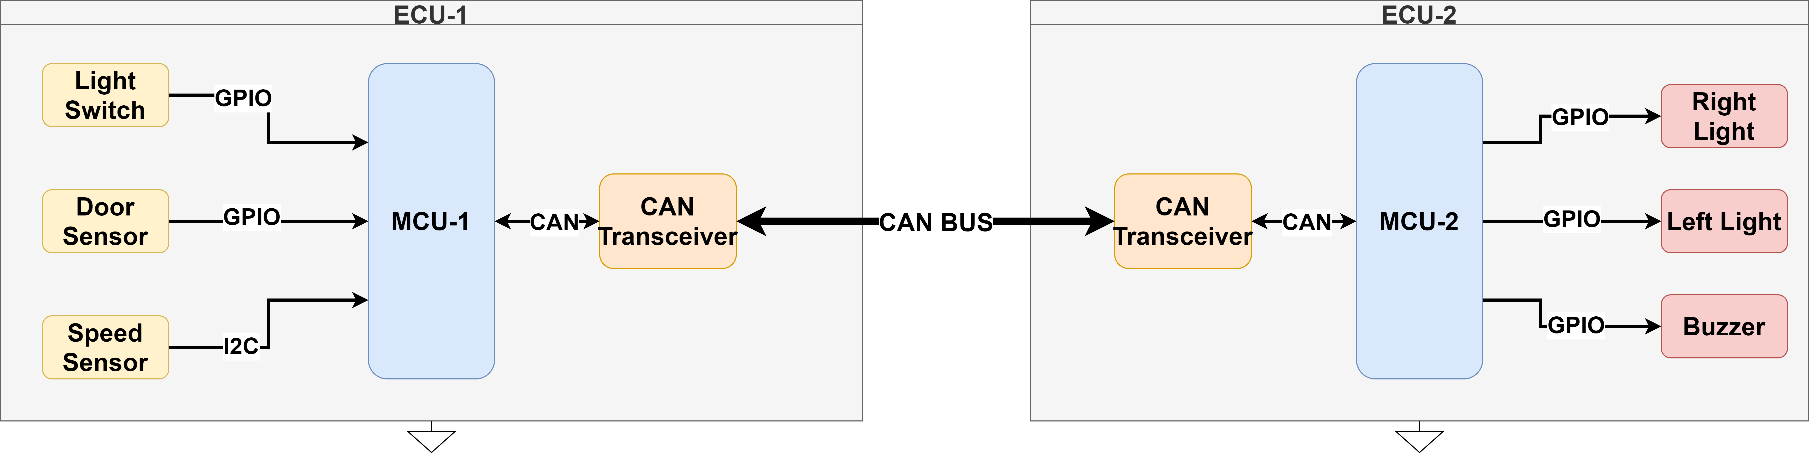 ECU-1
Light
Switch
GPIO
Door
Sensor
GPIO
Speed
Sensor
I2C
MCU-1
CAN
CAN
Transceiver
CAN BUS
ECU-2
CAN
Transceiver
CAN
MCU-2
GPIO
Right
Light
GPIO
Left Light
GPIO
Buzzer